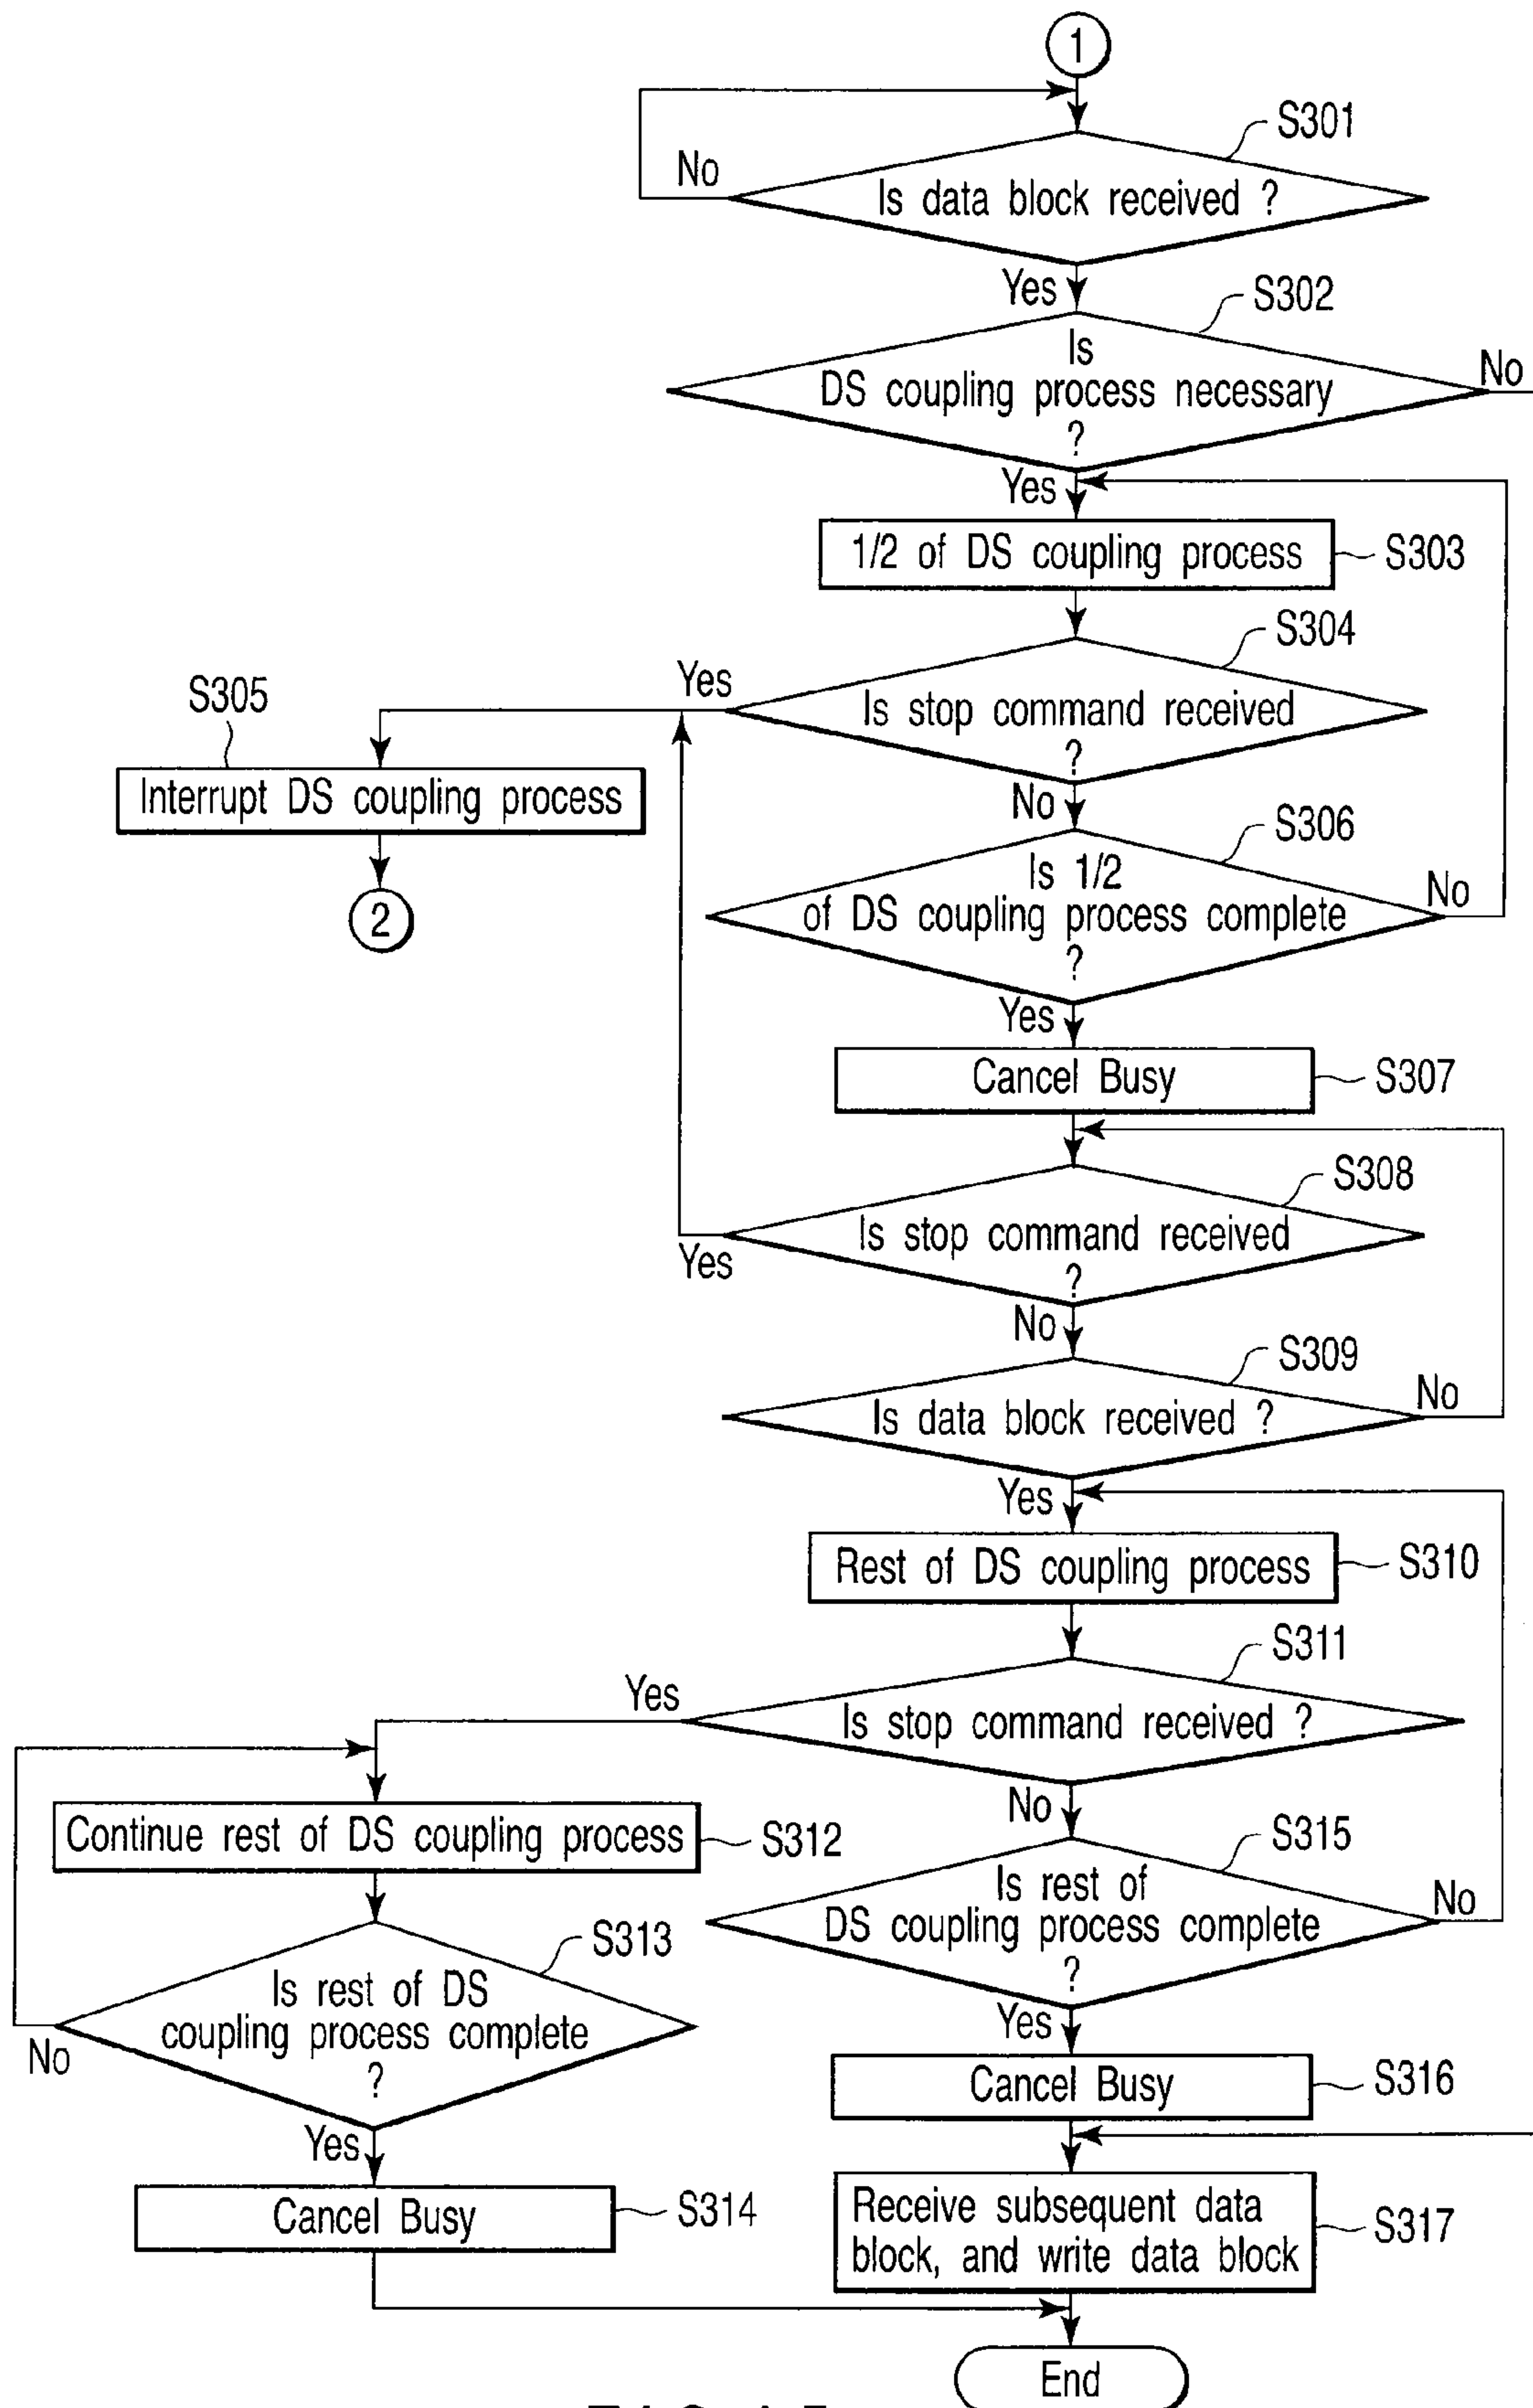 1
S301
No
Is data block received ?
Yes
S302
Is
DS coupling process necessary
?
No
Yes
1/2 of DS coupling process
S303
S304
Yes
Is stop command received
?
S305
Interrupt DS coupling process
2
No
S306
Is 1/2
of DS coupling process complete
?
No
Yes
Cancel Busy
S307
S308
Is stop command received
?
Yes
No
S309
Is data block received ?
No
Yes
Rest of DS coupling process
S310
S311
Yes
Is stop command received ?
No
Continue rest of DS coupling process
S312
S315
Is rest of
DS coupling process complete
?
No
S313
Is rest of DS
coupling process complete
?
No
Yes
Cancel Busy
S316
Yes
Cancel Busy
S314
Receive subsequent data
block, and write data block
S317
End